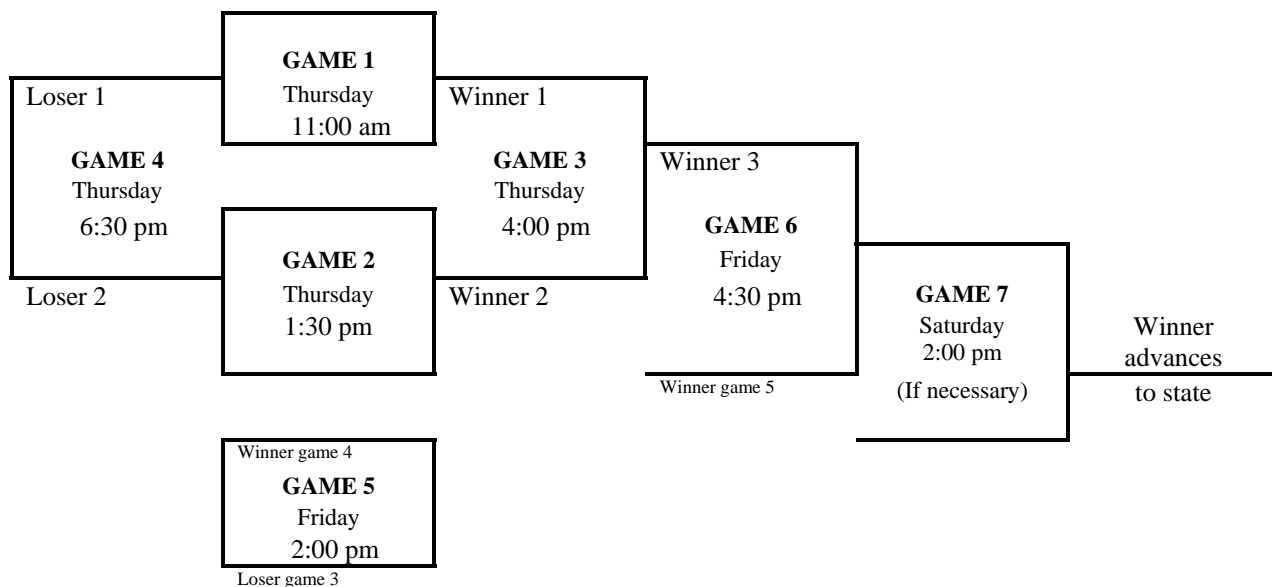 GAME 1
Thursday
11:00 am
Loser 1
Winner 1
GAME 4
Thursday
6:30 pm
GAME 3
Thursday
4:00 pm
Winner 3
GAME 6
Friday
4:30 pm
GAME 2
Thursday
1:30 pm
Loser 2
Winner 2
GAME 7
Saturday
2:00 pm
(If necessary)
Winner
advances
to state
Winner game 5
Winner game 4
GAME 5
Friday
2:00 pm
Loser game 3